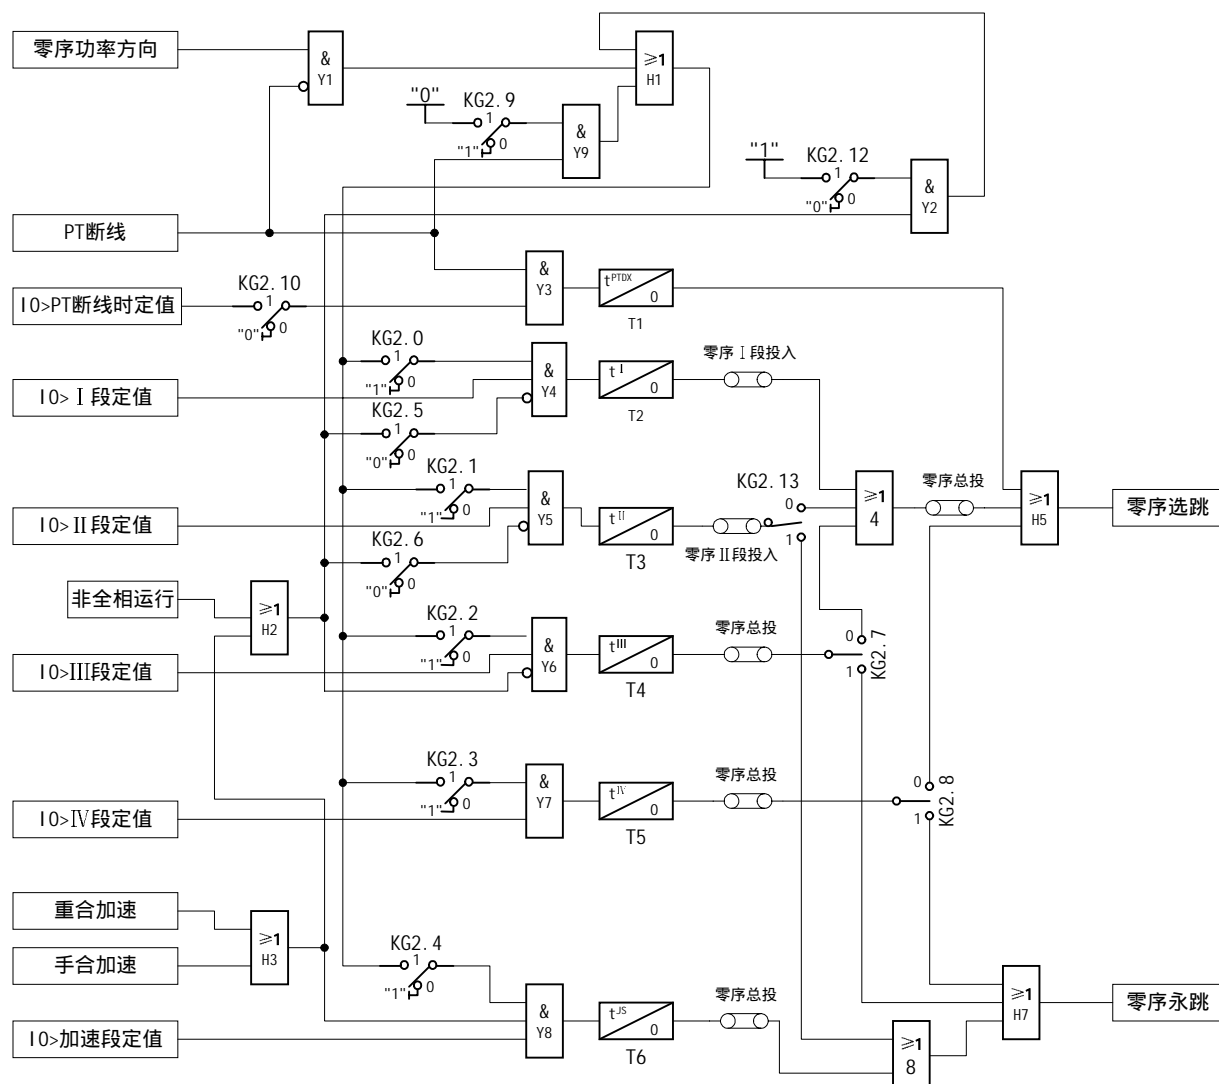 零序功率方向
&
Y1
≥1
H1
"0"
KG2.9
1
0
"1"
&
Y9
"1"
KG2.12
1
0
"0"
&
Y2
PT断线
KG2.10
I0>PT断线时定值
1
0
"0"
&
Y3
tPTDX
0
T1
KG2.0
1
0
"1"
I0>Ⅰ段定值
KG2.5
1
0
"0"
&
Y4
tⅠ
0
T2
零序Ⅰ段投入
KG2.1
1
0
"1"
I0>Ⅱ段定值
KG2.6
1
0
"0"
&
Y5
tⅡ
0
T3
零序Ⅱ段投入
KG2.13
0
1
≥1
4
零序总投
≥1
H5
零序选跳
非全相运行
≥1
H2
KG2.2
1
0
"1"
I0>Ⅲ段定值
&
Y6
tⅢ
0
T4
零序总投
0
1
KG2.7
KG2.3
1
0
"1"
I0>Ⅳ段定值
&
Y7
tⅣ
0
T5
零序总投
0
1
KG2.8
重合加速
手合加速
≥1
H3
KG2.4
1
0
"1"
I0>加速段定值
&
Y8
tJS
0
T6
零序总投
≥1
8
≥1
H7
零序永跳